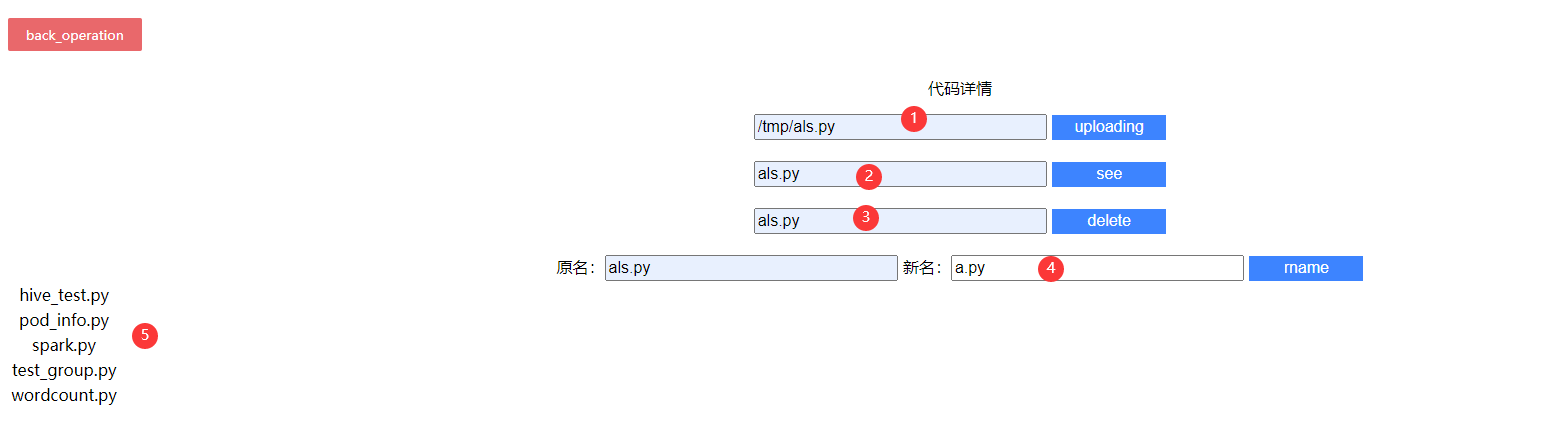 back_operation
代码详情
/tmp/als.py 1 uploading
als.py 2 see
als.py 3 delete
原名: als.py 新名: a.py 4 rname
hive_test.py
pod_info.py
5
spark.py
test_group.py
wordcount.py